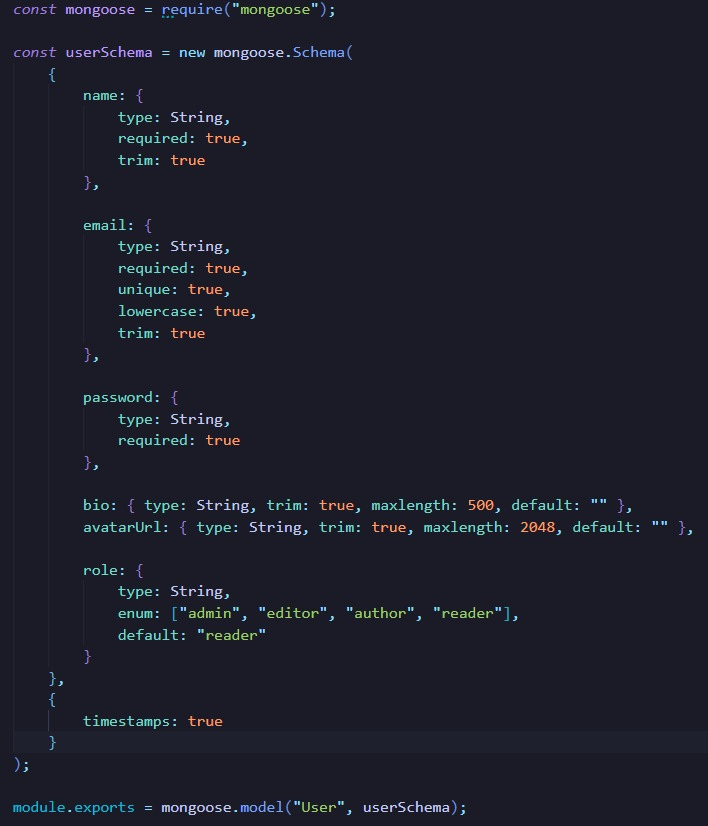 const mongoose = require("mongoose");

const userSchema = new mongoose.Schema(
    {
        name: {
            type: String,
            required: true,
            trim: true
        },

        email: {
            type: String,
            required: true,
            unique: true,
            lowercase: true,
            trim: true
        },

        password: {
            type: String,
            required: true
        },

        bio: { type: String, trim: true, maxlength: 500, default: "" },
        avatarUrl: { type: String, trim: true, maxlength: 2048, default: "" },

        role: {
            type: String,
            enum: ["admin", "editor", "author", "reader"],
            default: "reader"
        }
    },
    {
        timestamps: true
    }
);

module.exports = mongoose.model("User", userSchema);